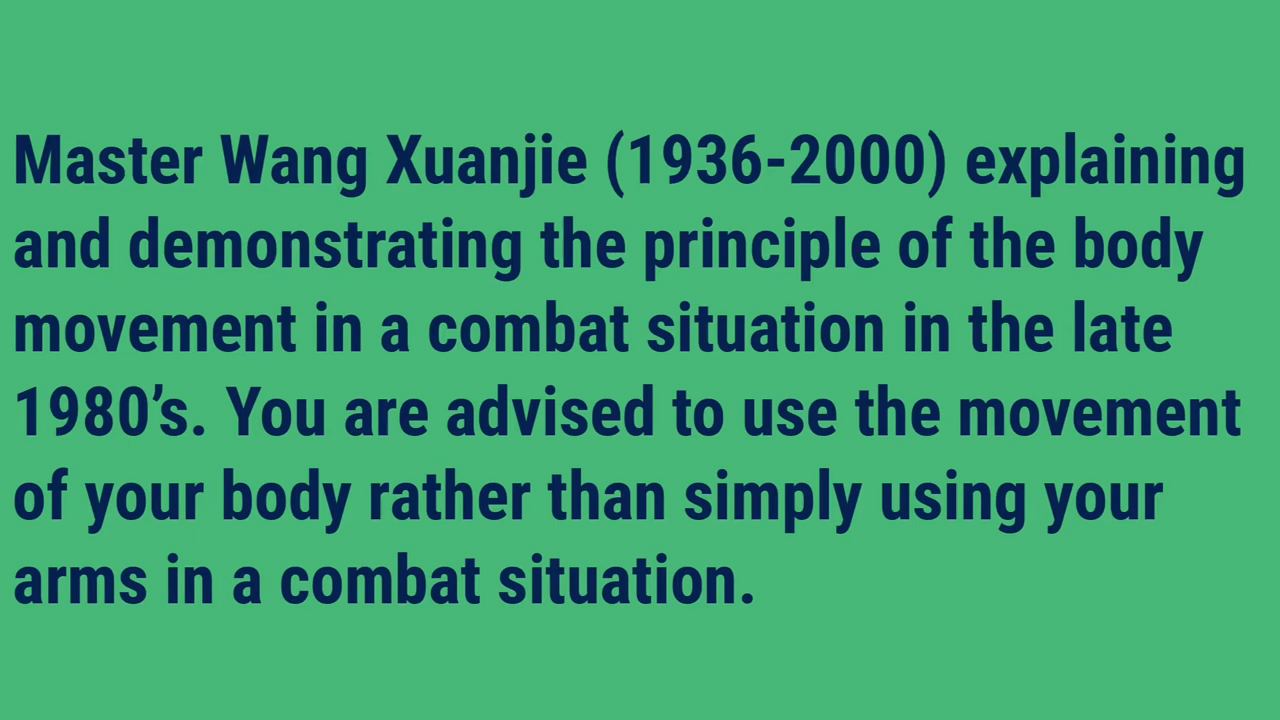 Master Wang Xuanjie (1936-2000) explaining
and demonstrating the principle of the body
movement in a combat situation in the late
1980’s. You are advised to use the movement
of your body rather than simply using your
arms in a combat situation.